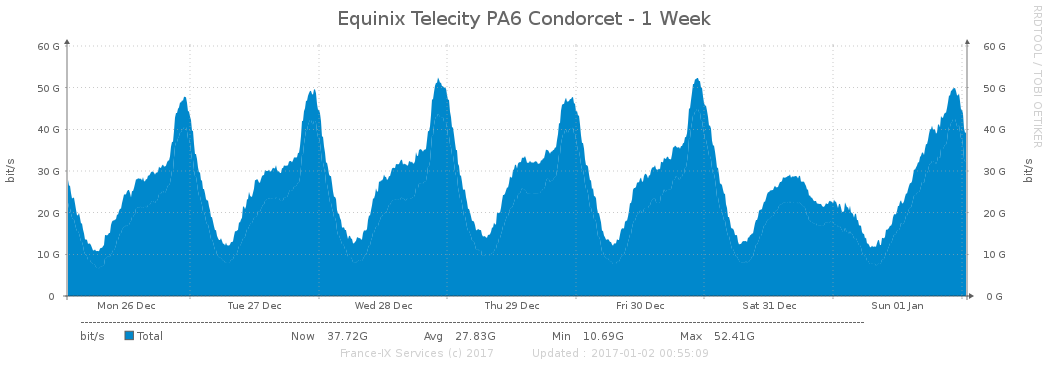 Equinix Telecity PA6 Condorcet - 1 Week
RRDTOOL / TOBI OETIKER
60 G 60 G
50 G 50 G
40 G 40 G
30 G 30 G
20 G 20 G
10 G 10 G
0 0 G
bit/s bit/s
Mon 26 Dec Tue 27 Dec Wed 28 Dec Thu 29 Dec Fri 30 Dec Sat 31 Dec Sun 01 Jan
bit/s Total Now 37.72G Avg 27.83G Min 10.69G Max 52.41G
France-IX Services (c) 2017 Updated : 2017-01-02 00:55:09